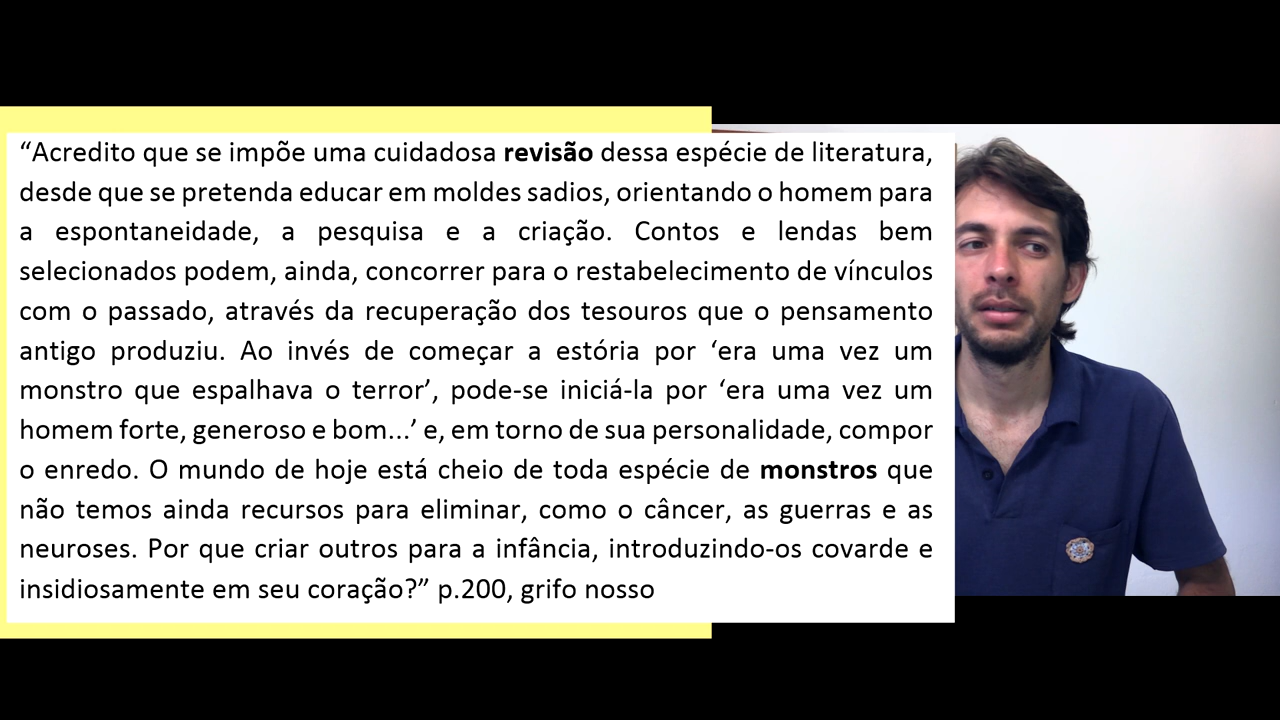 “Acredito que se impõe uma cuidadosa revisão dessa espécie de literatura,
desde que se pretenda educar em moldes sadios, orientando o homem para
a espontaneidade, a pesquisa e a criação. Contos e lendas bem
selecionados podem, ainda, concorrer para o restabelecimento de vínculos
com o passado, através da recuperação dos tesouros que o pensamento
antigo produziu. Ao invés de começar a estória por ‘era uma vez um
monstro que espalhava o terror’, pode-se iniciá-la por ‘era uma vez um
homem forte, generoso e bom...’ e, em torno de sua personalidade, compor
o enredo. O mundo de hoje está cheio de toda espécie de monstros que
não temos ainda recursos para eliminar, como o câncer, as guerras e as
neuroses. Por que criar outros para a infância, introduzindo-os covarde e
insidiosamente em seu coração?” p.200, grifo nosso